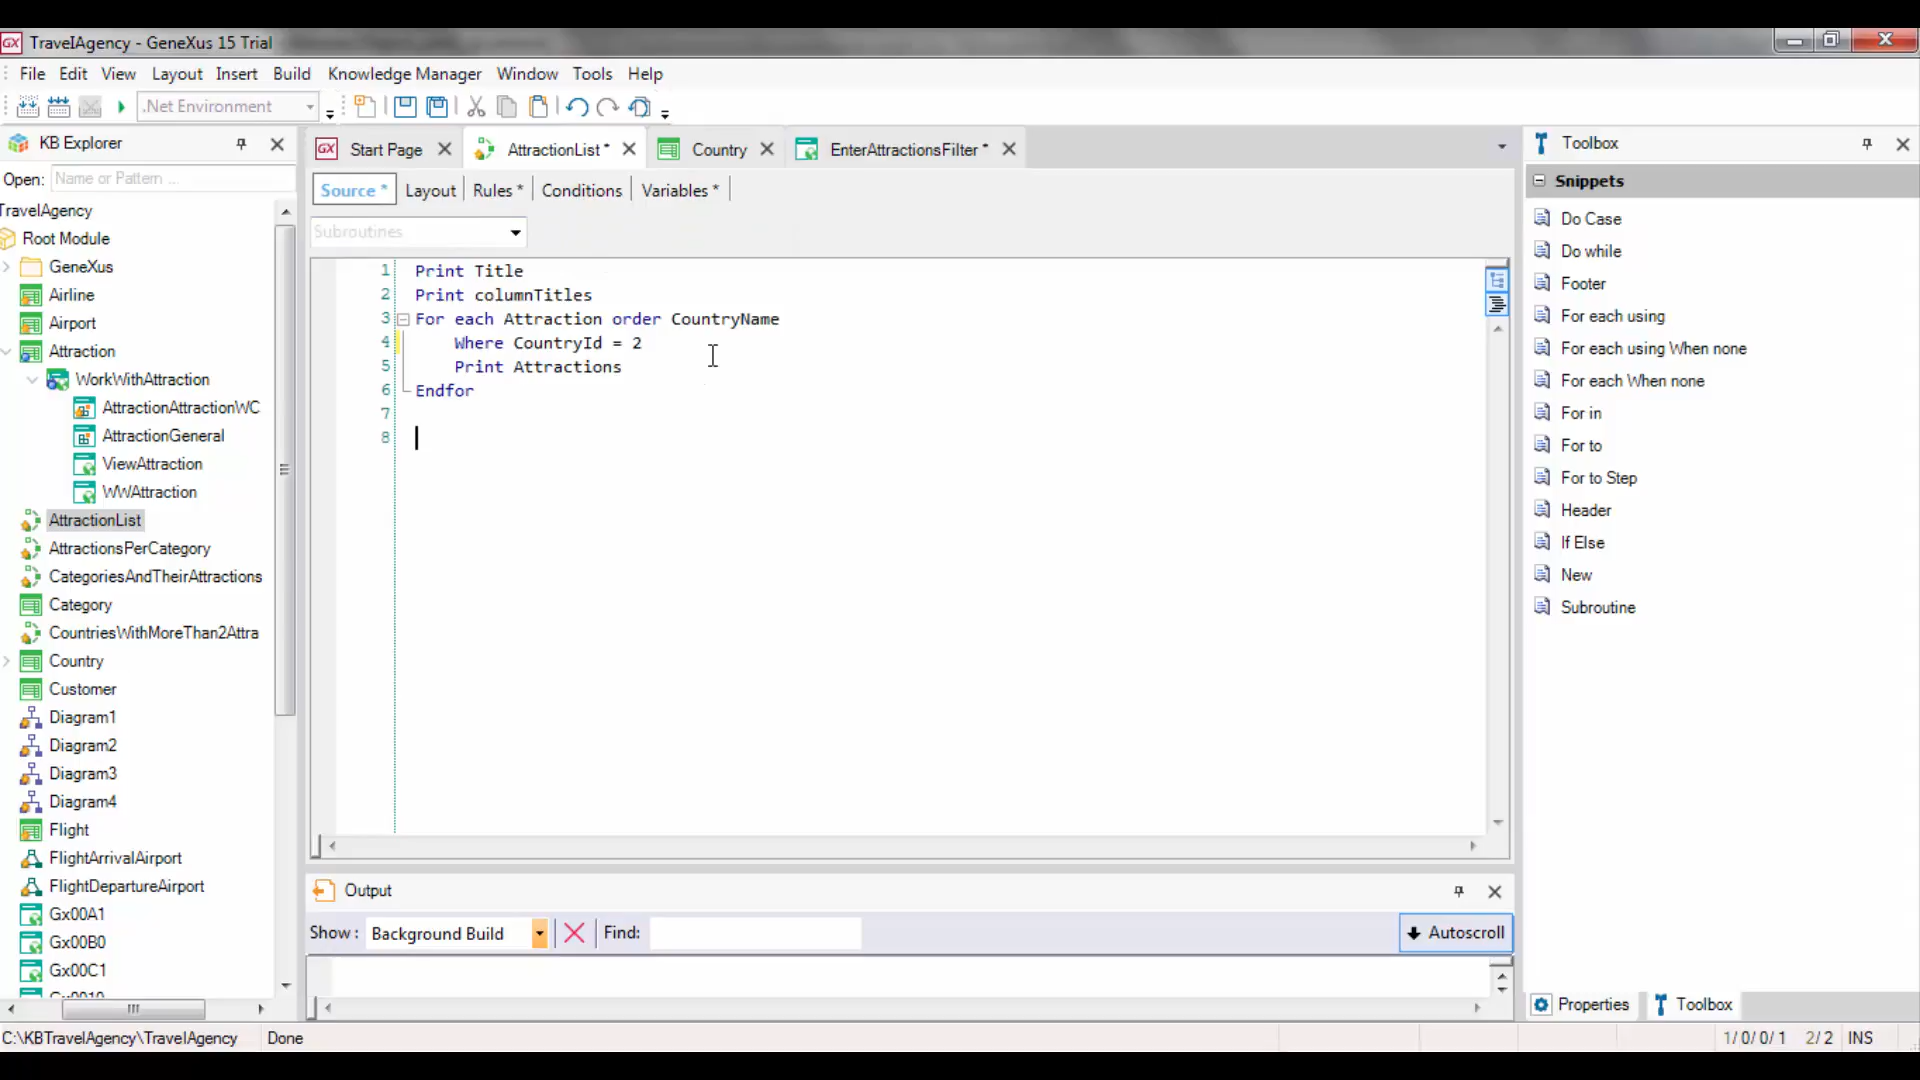 GX TravelAgency - GeneXus 15 Trial
File Edit View Layout Insert Build Knowledge Manager Window Tools Help
.Net Environment
KB Explorer
Open: Name or Pattern ...
TravelAgency
Root Module
GeneXus
Airline
Airport
Attraction
WorkWithAttraction
AttractionAttractionWC
AttractionGeneral
ViewAttraction
WWAttraction
AttractionList
AttractionsPerCategory
CategoriesAndTheirAttractions
Category
CountriesWithMoreThan2Attra
Country
Customer
Diagram1
Diagram2
Diagram3
Diagram4
Flight
FlightArrivalAirport
FlightDepartureAirport
Gx00A1
Gx00B0
Gx00C1
GX Start Page AttractionList * Country EnterAttractionsFilter *
Source * Layout Rules * Conditions Variables *
Subroutines
1 Print Title
2 Print columnTitles
3 For each Attraction order CountryName
4 Where CountryId = 2
5 Print Attractions
6 Endfor
7
8
Output
Show : Background Build Find: Autoscroll
Toolbox
Snippets
Do Case
Do while
Footer
For each using
For each using When none
For each When none
For in
For to
For to Step
Header
If Else
New
Subroutine
Properties Toolbox
C:\KBTravelAgency\TravelAgency Done 1/0/0/1 2/2 INS